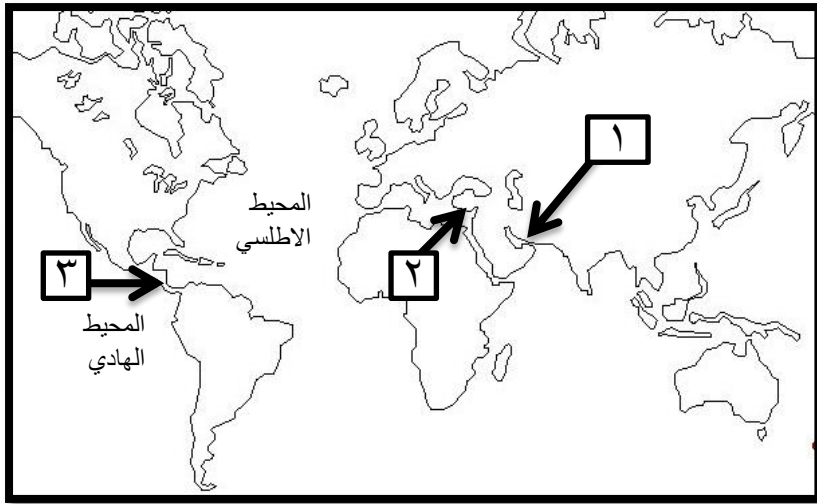 ١
المحيط
الاطلسي
٢
٣
المحيط
الهادي